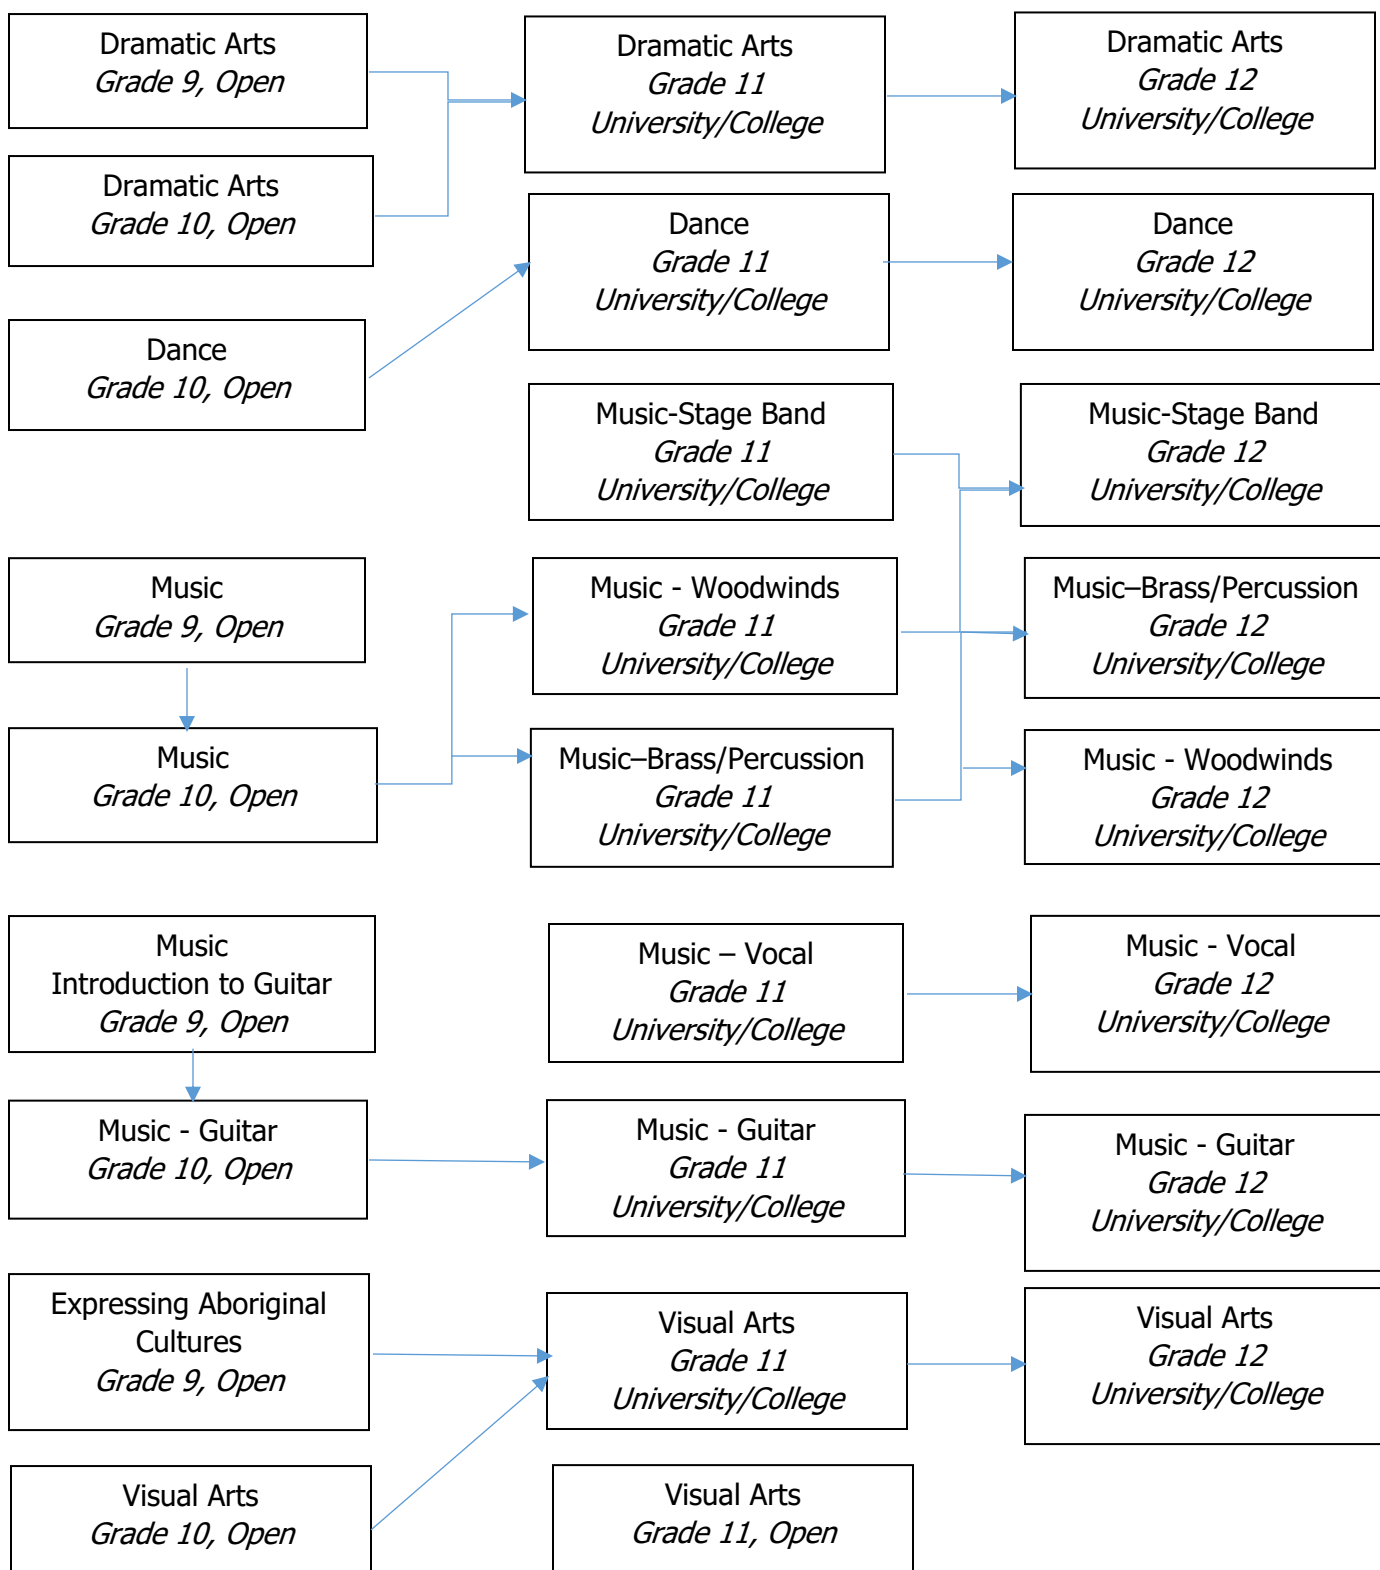 Dramatic Arts
Grade 9, Open
Dramatic Arts
Grade 11
University/College
Dramatic Arts
Grade 12
University/College
Dramatic Arts
Grade 10, Open
Dance
Grade 11
University/College
Dance
Grade 12
University/College
Dance
Grade 10, Open
Music-Stage Band
Grade 11
University/College
Music-Stage Band
Grade 12
University/College
Music
Grade 9, Open
Music - Woodwinds
Grade 11
University/College
Music–Brass/Percussion
Grade 12
University/College
Music
Grade 10, Open
Music–Brass/Percussion
Grade 11
University/College
Music - Woodwinds
Grade 12
University/College
Music
Introduction to Guitar
Grade 9, Open
Music – Vocal
Grade 11
University/College
Music - Vocal
Grade 12
University/College
Music - Guitar
Grade 10, Open
Music - Guitar
Grade 11
University/College
Music - Guitar
Grade 12
University/College
Expressing Aboriginal
Cultures
Grade 9, Open
Visual Arts
Grade 11
University/College
Visual Arts
Grade 12
University/College
Visual Arts
Grade 10, Open
Visual Arts
Grade 11, Open